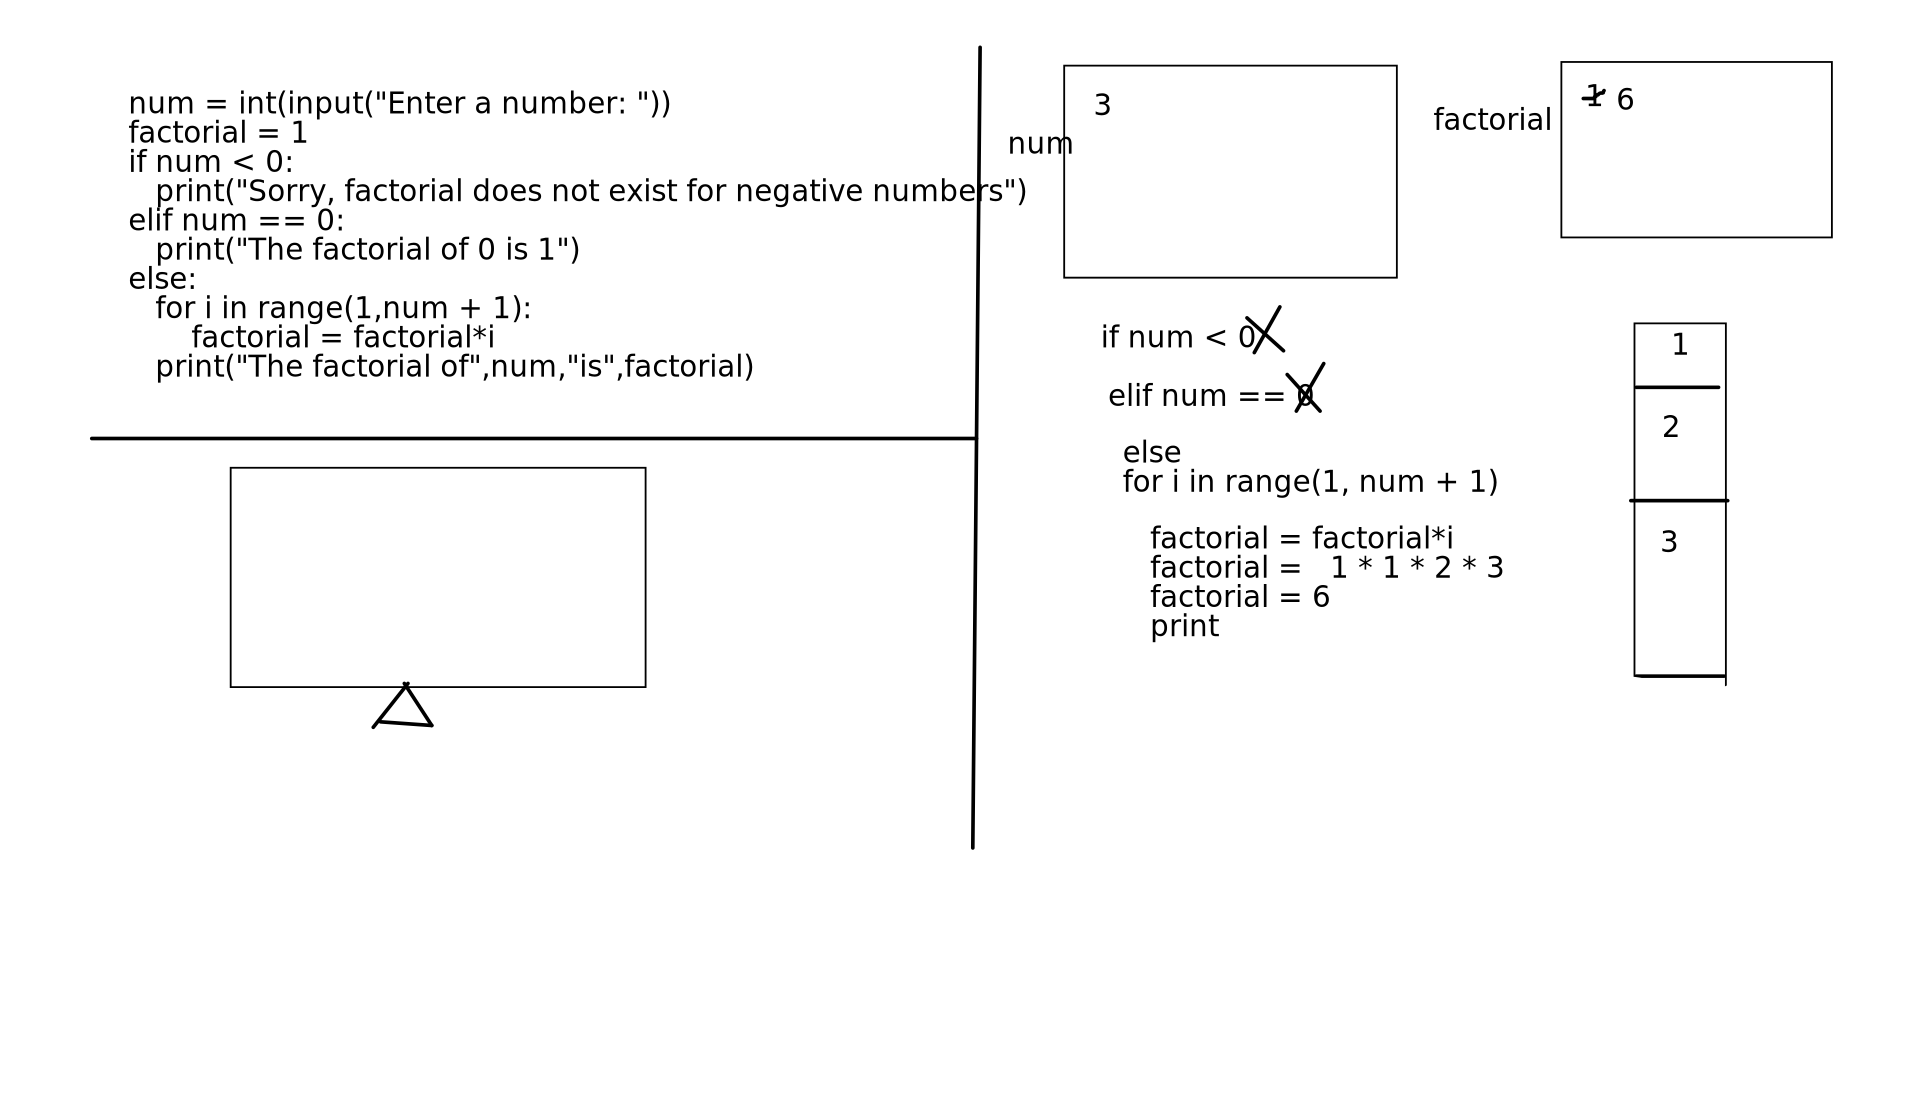 num = int(input("Enter a number: "))
factorial = 1
if num < 0:
print("Sorry, factorial does not exist for negative numbers")
elif num == 0:
print("The factorial of 0 is 1")
else:
for i in range(1,num + 1):
factorial = factorial*i
print("The factorial of",num,"is",factorial)
num
3
factorial
1 6
if num < 0
elif num == 0
else
for i in range(1, num + 1)
factorial = factorial*i
factorial = 1 * 1 * 2 * 3
factorial = 6
print
1
2
3